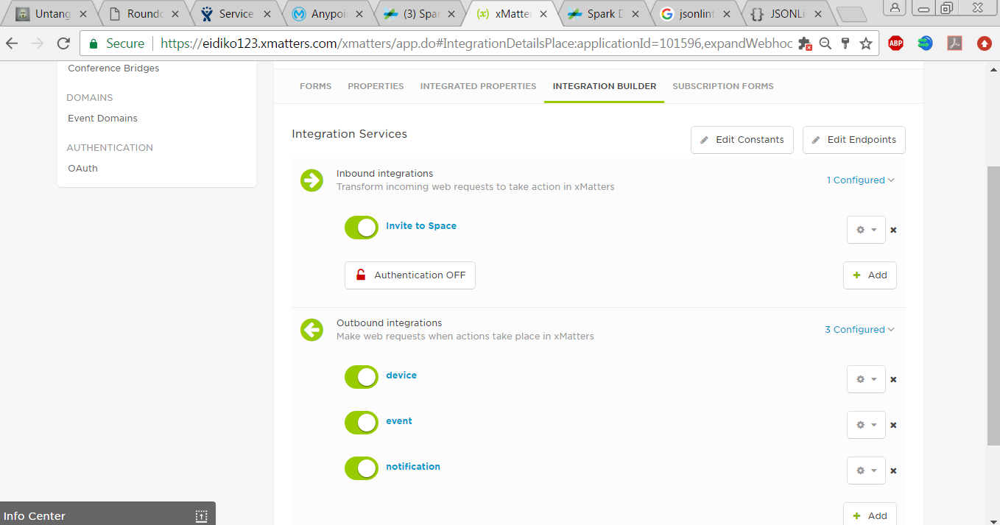 Untang
Roundc
Service
Anypoi
(3) Spa
(x) xMatte
Spark D
jsonlint
{} JSONLi
Secure https://eidiko123.xmatters.com/xmatters/app.do#IntegrationDetailsPlace:applicationId=101596,expandWebhoc
ABP
Conference Bridges
DOMAINS
Event Domains
AUTHENTICATION
OAuth
FORMS PROPERTIES INTEGRATED PROPERTIES INTEGRATION BUILDER SUBSCRIPTION FORMS
Integration Services
Edit Constants
Edit Endpoints
Inbound integrations
Transform incoming web requests to take action in xMatters
1 Configured
Invite to Space
Authentication OFF
+ Add
Outbound integrations
Make web requests when actions take place in xMatters
3 Configured
device
event
notification
+ Add
Info Center